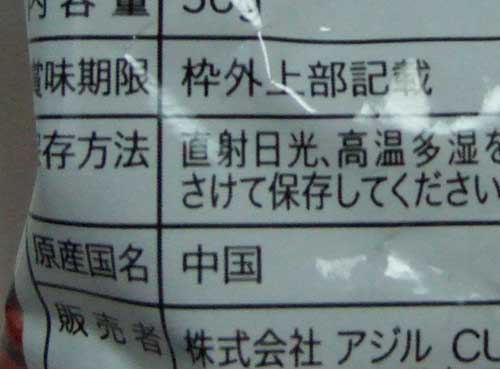 内容量 50g
賞味期限 枠外上部記載
保存方法 直射日光、高温多湿を
さけて保存してください
原産国名 中国
販売者 株式会社 アジル CU